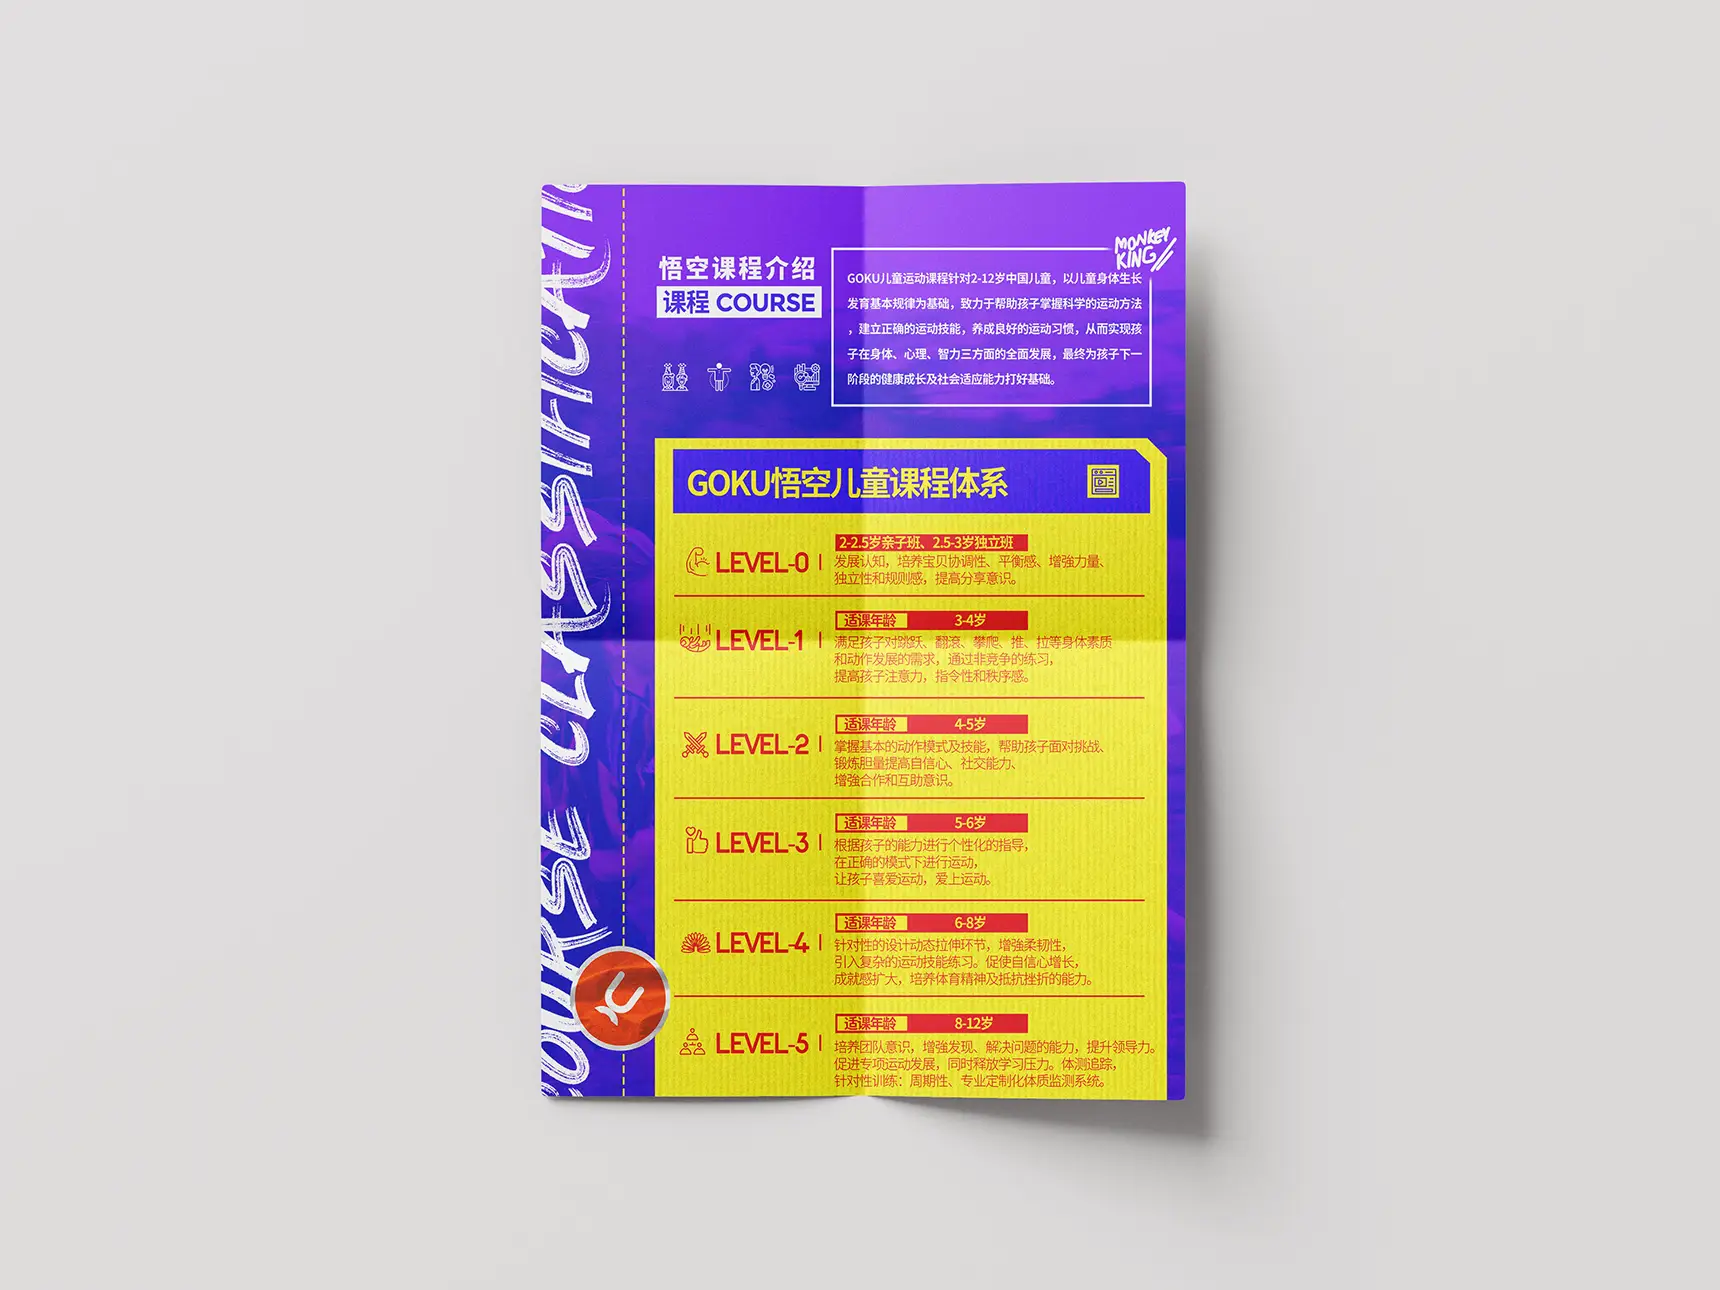 COURSE CLASSIFICATIO
悟空课程介绍
课程 COURSE
MONKEY
KING
GOKU儿童运动课程针对2-12岁中国儿童，以儿童身体生长
发育基本规律为基础，致力于帮助孩子掌握科学的运动方法
，建立正确的运动技能，养成良好的运动习惯，从而实现孩
子在身体、心理、智力三方面的全面发展，最终为孩子下一
阶段的健康成长及社会适应能力打好基础。
GOKU悟空儿童课程体系
LEVEL-0
2-2.5岁亲子班、2.5-3岁独立班
发展认知，培养宝贝协调性、平衡感、增強力量、
独立性和规则感，提高分享意识。
LEVEL-1
适课年龄 3-4岁
满足孩子对跳跃、翻滚、攀爬、推、拉等身体素质
和动作发展的需求，通过非竞争的练习，
提高孩子注意力，指令性和秩序感。
LEVEL-2
适课年龄 4-5岁
掌握基本的动作模式及技能，帮助孩子面对挑战、
锻炼胆量提高自信心、社交能力、
增強合作和互助意识。
LEVEL-3
适课年龄 5-6岁
根据孩子的能力进行个性化的指导，
在正确的模式下进行运动，
让孩子喜爱运动，爱上运动。
LEVEL-4
适课年龄 6-8岁
针对性的设计动态拉伸环节，增強柔韧性，
引入复杂的运动技能练习。促使自信心增长，
成就感扩大，培养体育精神及抵抗挫折的能力。
LEVEL-5
适课年龄 8-12岁
培养团队意识，增強发现、解决问题的能力，提升领导力。
促进专项运动发展，同时释放学习压力。体测追踪，
针对性训练：周期性、专业定制化体质监测系统。